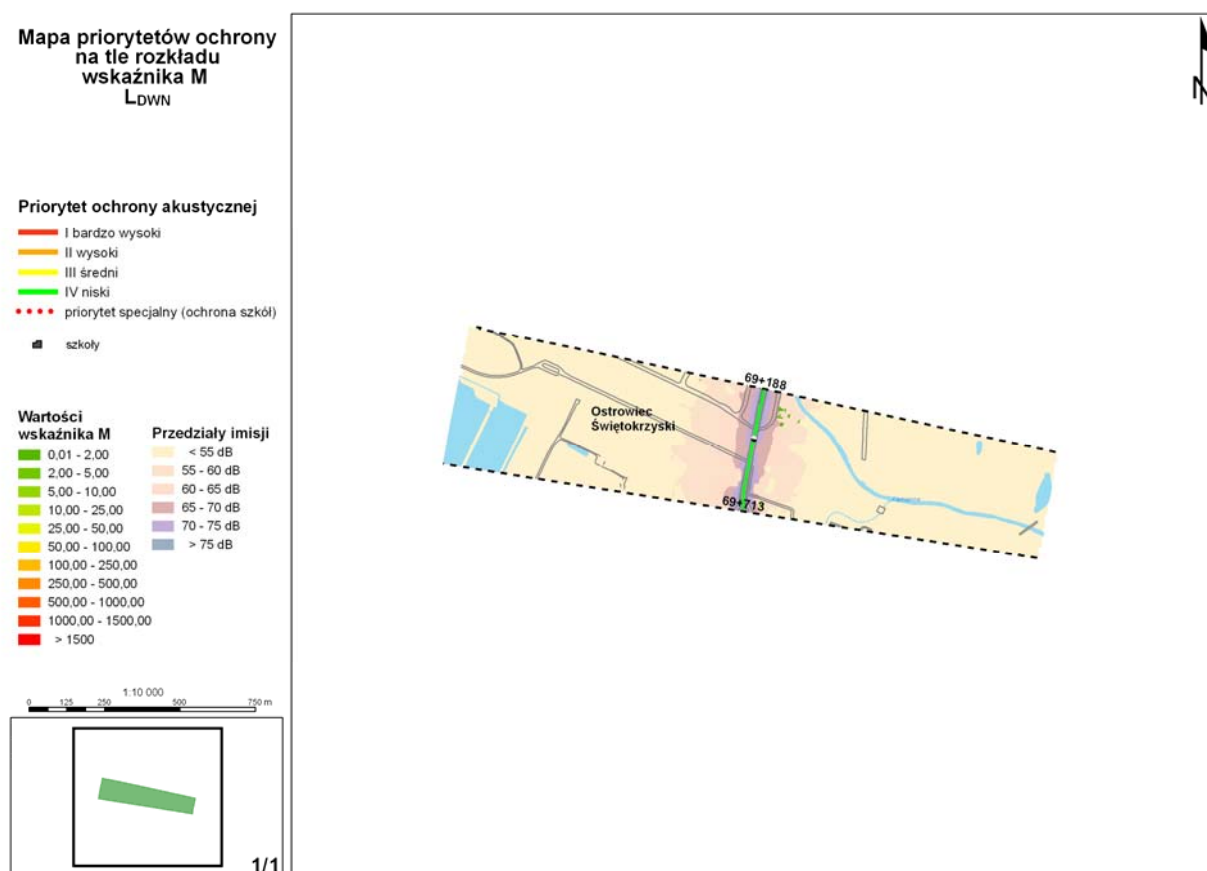 Mapa priorytetów ochrony
na tle rozkładu
wskaźnika M
LDWN
Priorytet ochrony akustycznej
I bardzo wysoki
II wysoki
III średni
IV niski
priorytet specjalny (ochrona szkół)
szkoły
Wartości
wskaźnika M
0,01 - 2,00
2,00 - 5,00
5,00 - 10,00
10,00 - 25,00
25,00 - 50,00
50,00 - 100,00
100,00 - 250,00
250,00 - 500,00
500,00 - 1000,00
1000,00 - 1500,00
> 1500
Przedziały imisji
< 55 dB
55 - 60 dB
60 - 65 dB
65 - 70 dB
70 - 75 dB
> 75 dB
1:10 000
0 125 250 500 750 m
1/1
N
69+188
Ostrowiec
Świętokrzyski
69+713